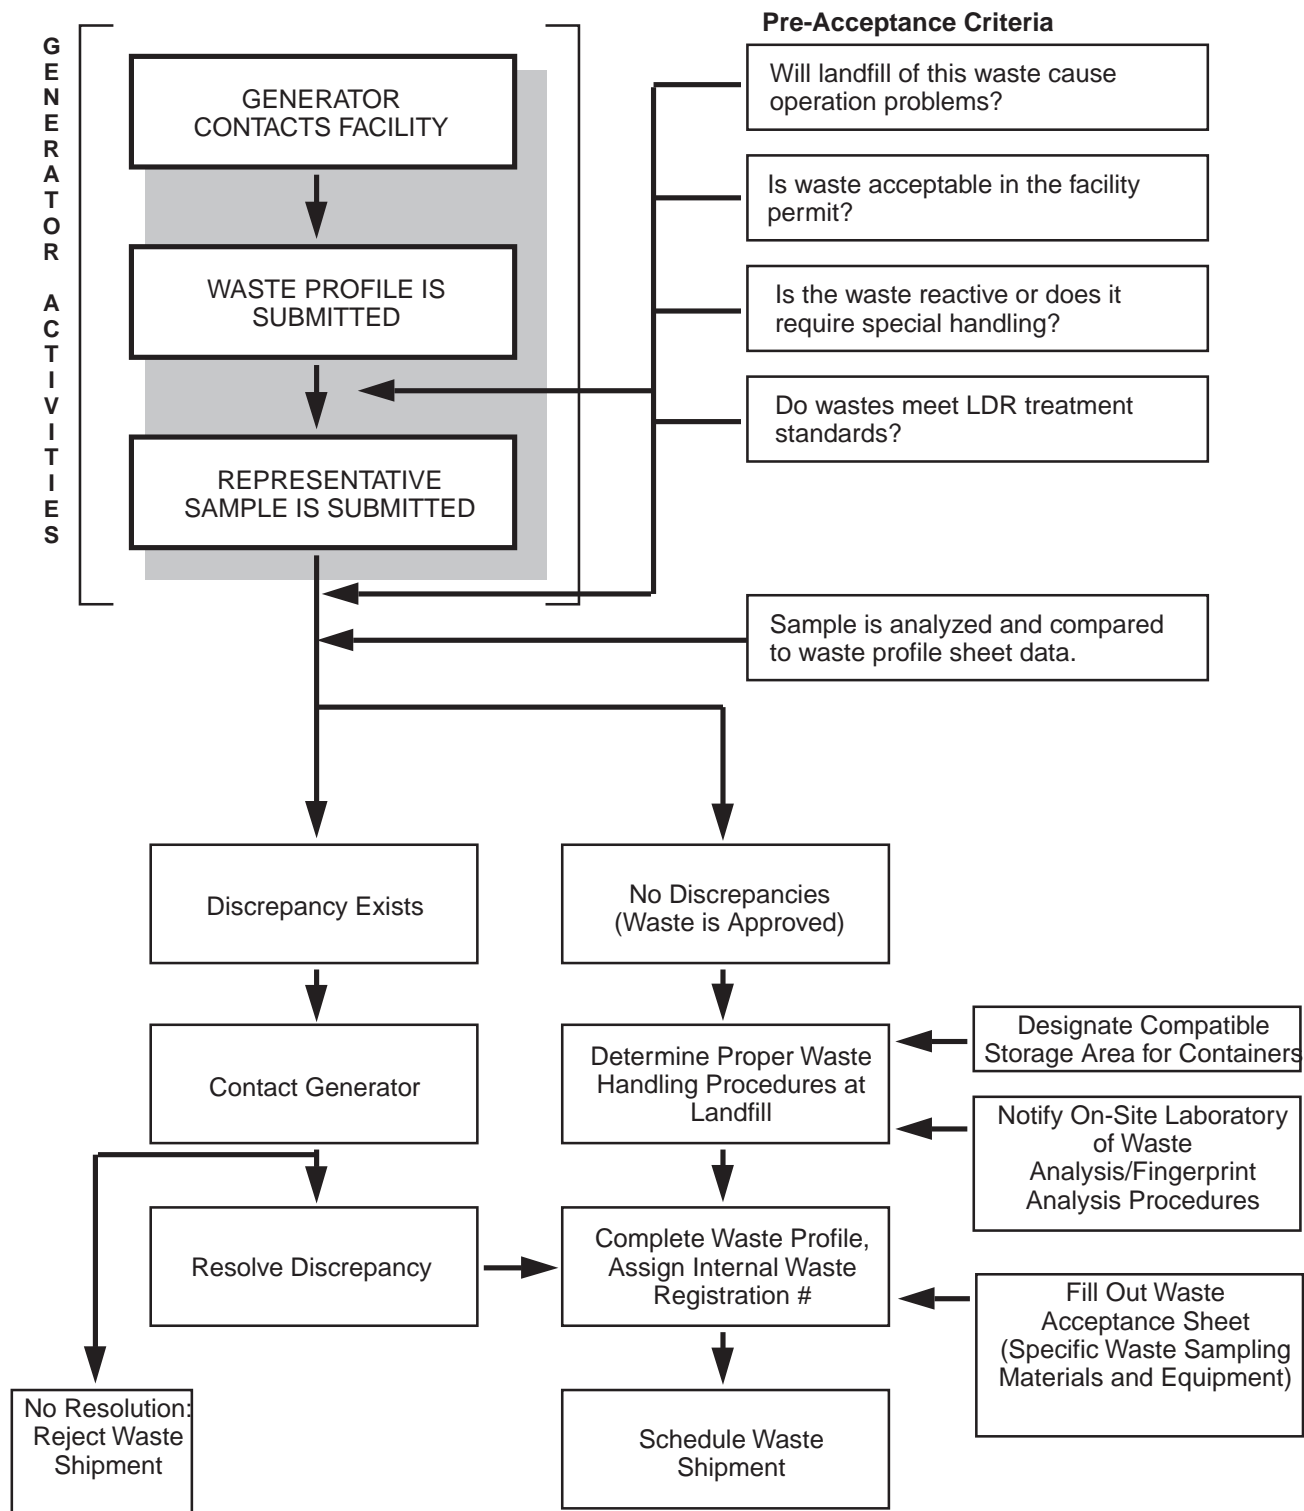 GENERATOR ACTIVITIES
GENERATOR
CONTACTS FACILITY
WASTE PROFILE IS
SUBMITTED
REPRESENTATIVE
SAMPLE IS SUBMITTED
Pre-Acceptance Criteria
Will landfill of this waste cause
operation problems?
Is waste acceptable in the facility
permit?
Is the waste reactive or does it
require special handling?
Do wastes meet LDR treatment
standards?
Sample is analyzed and compared
to waste profile sheet data.
Discrepancy Exists
No Discrepancies
(Waste is Approved)
Contact Generator
Determine Proper Waste
Handling Procedures at
Landfill
Designate Compatible
Storage Area for Containers
Notify On-Site Laboratory
of Waste
Analysis/Fingerprint
Analysis Procedures
Resolve Discrepancy
Complete Waste Profile,
Assign Internal Waste
Registration #
Fill Out Waste
Acceptance Sheet
(Specific Waste Sampling
Materials and Equipment)
No Resolution:
Reject Waste
Shipment
Schedule Waste
Shipment